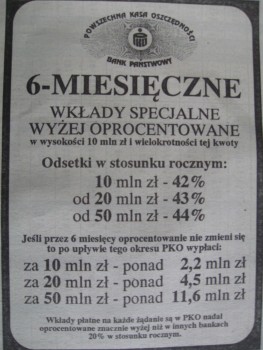 POWSZECHNA KASA OSZCZĘDNOŚCI
BANK PAŃSTWOWY
6-MIESIĘCZNE
WKŁADY SPECJALNE
WYŻEJ OPROCENTOWANE
w wysokości 10 mln zł i wielokrotności tej kwoty
Odsetki w stosunku rocznym:
10 mln zł - 42%
od 20 mln zł - 43%
od 50 mln zł - 44%
Jeśli przez 6 miesięcy oprocentowanie nie zmieni się
to po upływie tego okresu PKO wypłaci:
za 10 mln zł - ponad 2,2 mln zł
za 20 mln zł - ponad 4,5 mln zł
za 50 mln zł - ponad 11,6 mln zł
Wkłady płatne na każde żądanie są w PKO nadal
oprocentowane znacznie wyżej niż w innych bankach
20% w stosunku rocznym.